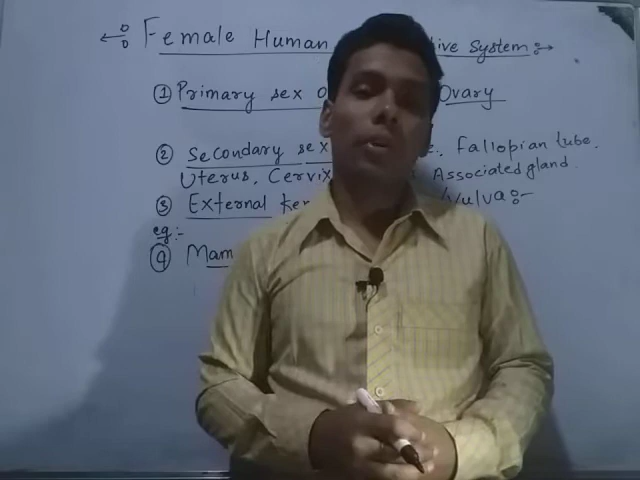 Female Human tive System
① Primary sex o Ovary
② Secondary sex Fallopian tube,
Uterus, Cervix Associated gland.
③ External Vulva:-
eg:-
④ Mam